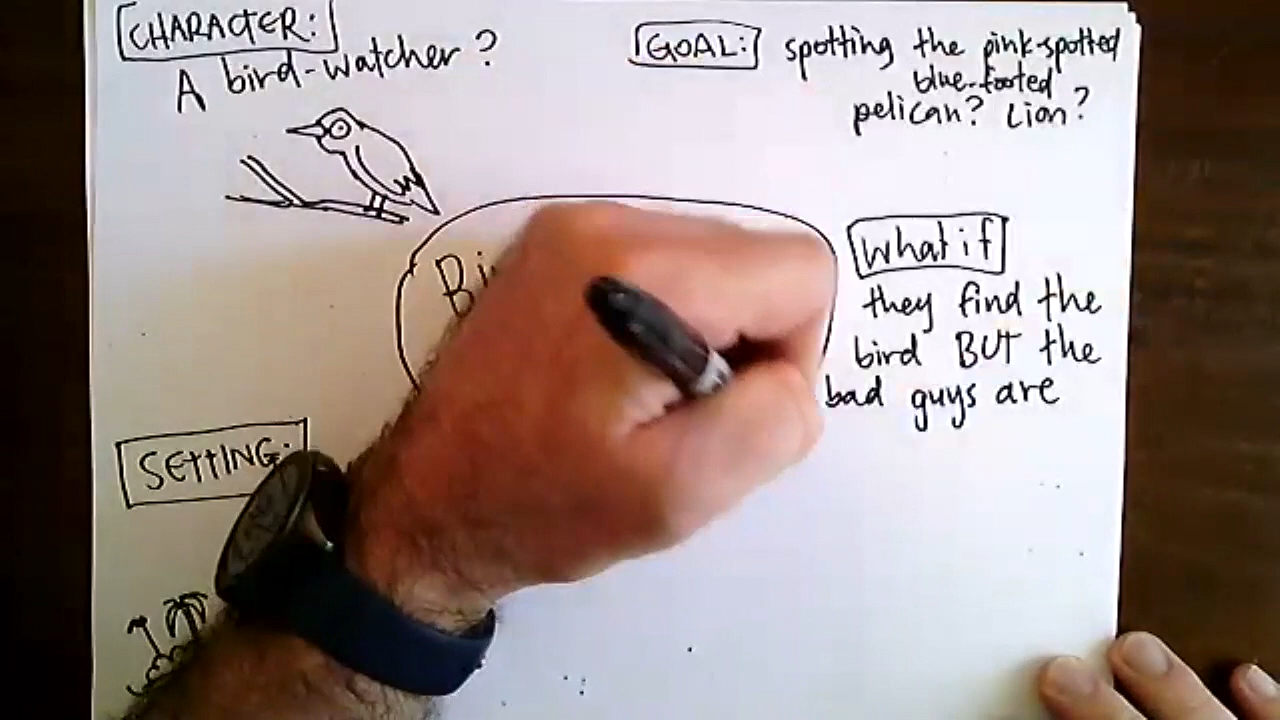 CHARACTER:
A bird-watcher?
GOAL: spotting the pink-spotted
blue-footed
pelican? Lion?
What if
they find the
bird BUT the
bad guys are
SETTING: